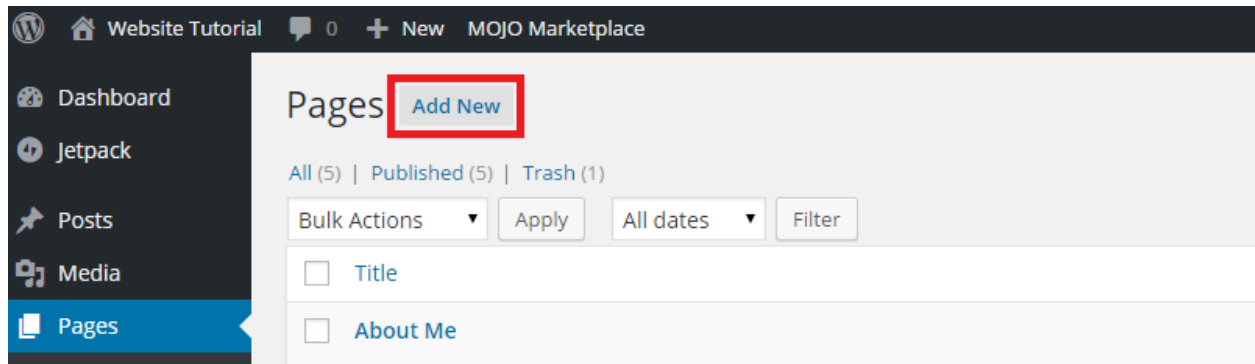 Website Tutorial 0 New MOJO Marketplace
Dashboard
Jetpack
Posts
Media
Pages
Pages Add New
All (5) | Published (5) | Trash (1)
Bulk Actions Apply All dates Filter
Title
About Me